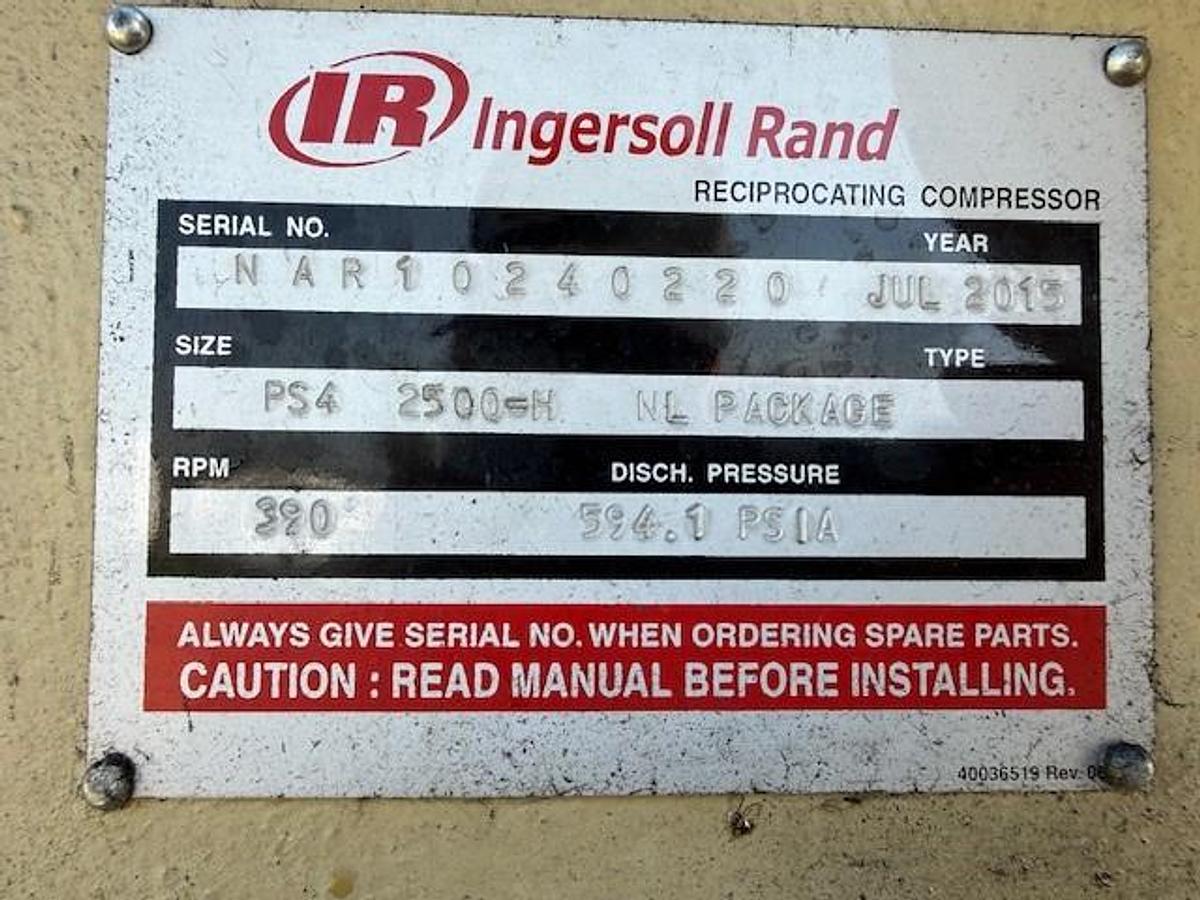 IR Ingersoll Rand
RECIPROCATING COMPRESSOR
SERIAL NO. YEAR
NAR10240220 JUL 2015
SIZE TYPE
PS4 2500-H NL PACKAGE
RPM DISCH. PRESSURE
390 594.1 PSIA
ALWAYS GIVE SERIAL NO. WHEN ORDERING SPARE PARTS.
CAUTION : READ MANUAL BEFORE INSTALLING.
40036519 Rev.